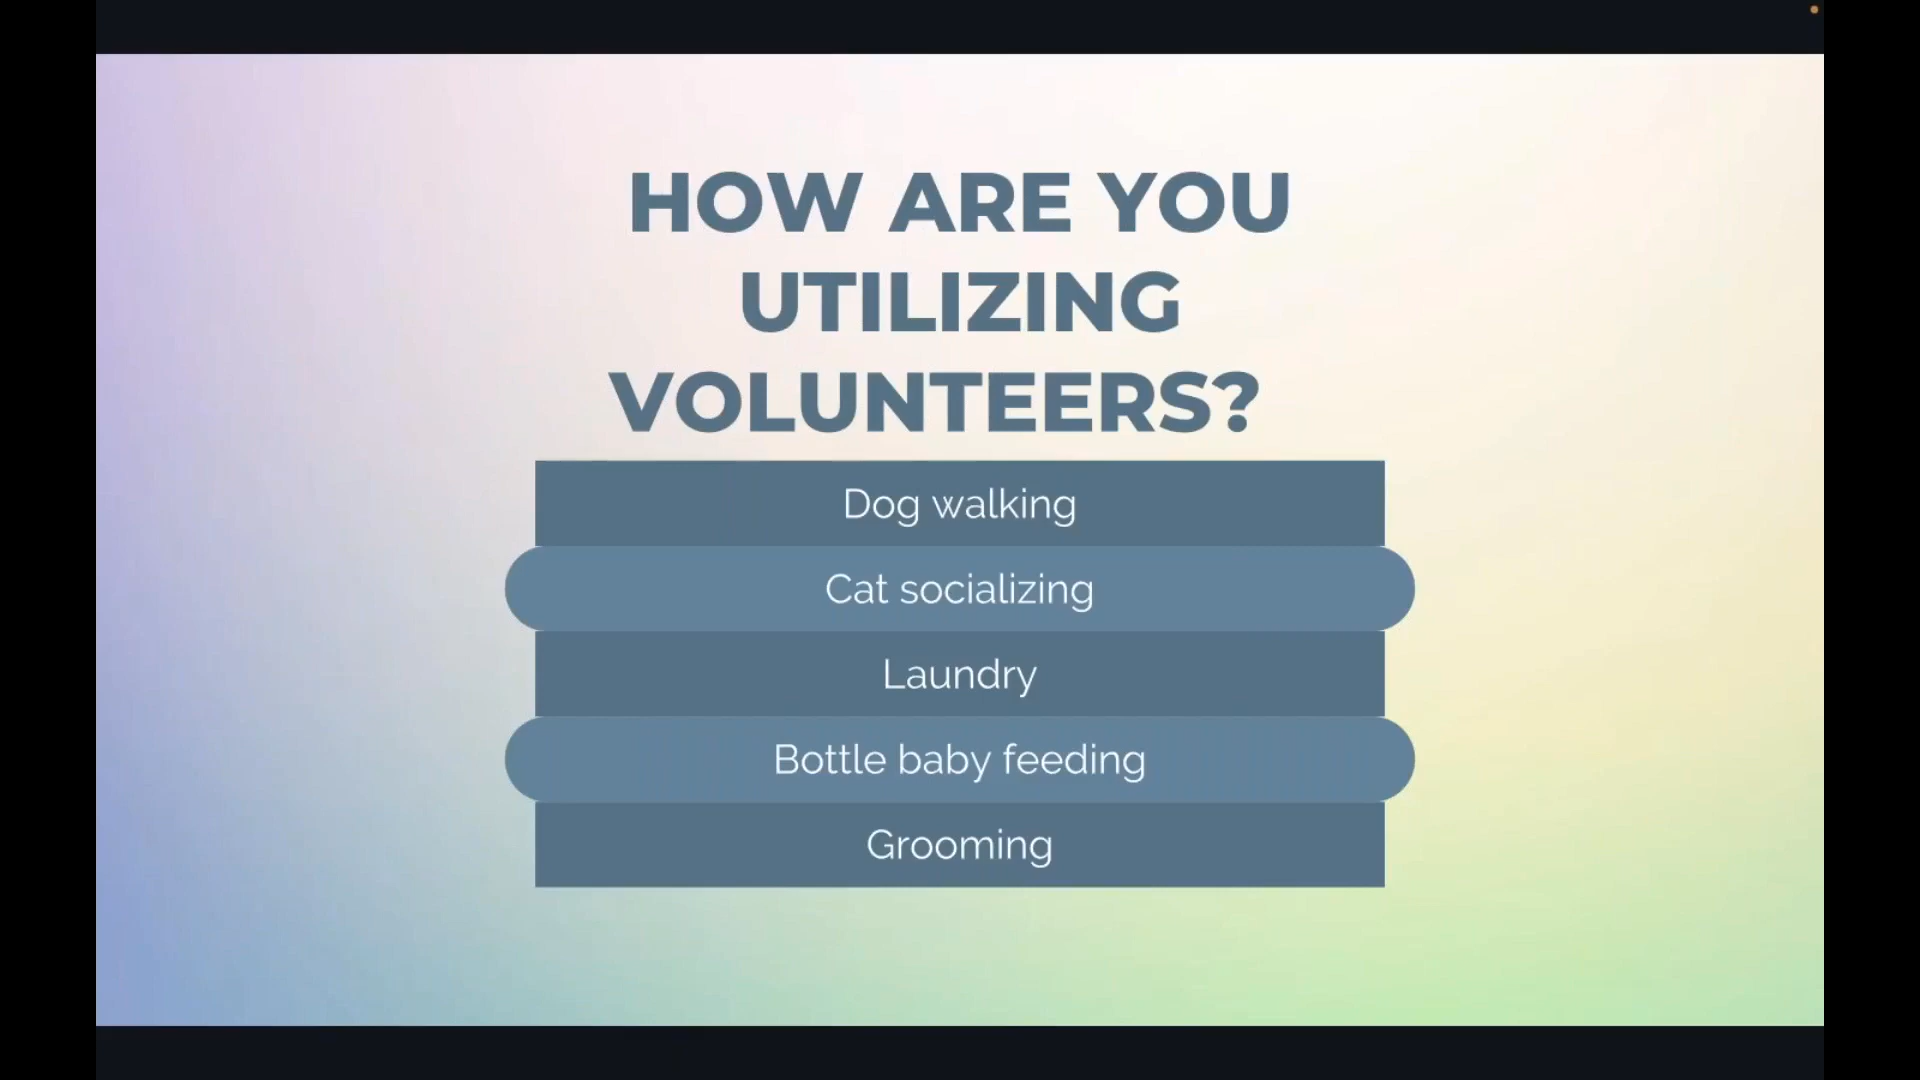 HOW ARE YOU
UTILIZING
VOLUNTEERS?
Dog walking
Cat socializing
Laundry
Bottle baby feeding
Grooming